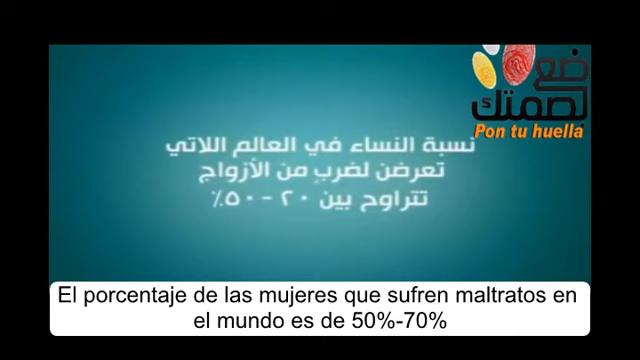 ضع
بصمتك
Pon tu huella
نسبة النساء في العالم اللاتي
تعرضن لضربٍ من الأزواج
تتراوح بين ٢٠ - ٥٠٪
El porcentaje de las mujeres que sufren maltratos en
el mundo es de 50%-70%